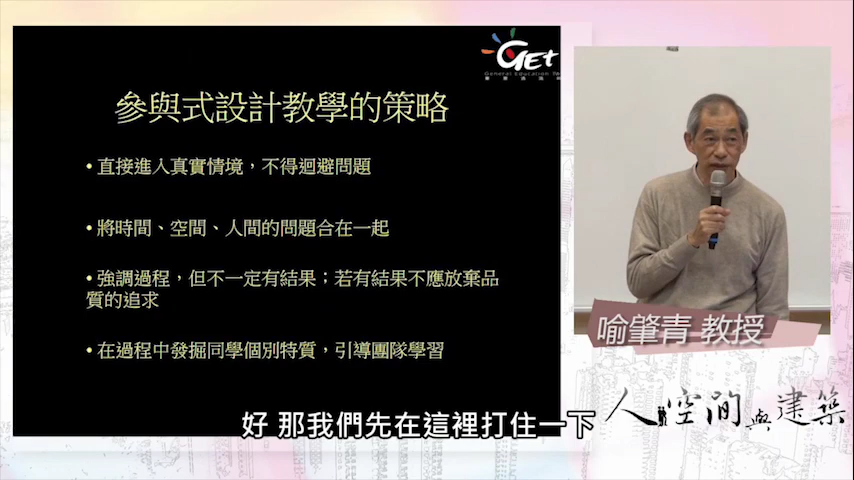 GET
參與式設計教學的策略
• 直接進入真實情境，不得迴避問題
• 將時間、空間、人間的問題合在一起
• 強調過程，但不一定有結果；若有結果不應放棄品
質的追求
• 在過程中發掘同學個別特質，引導團隊學習
喻肇青 教授
人空間與建築
好 那我們先在這裡打住一下